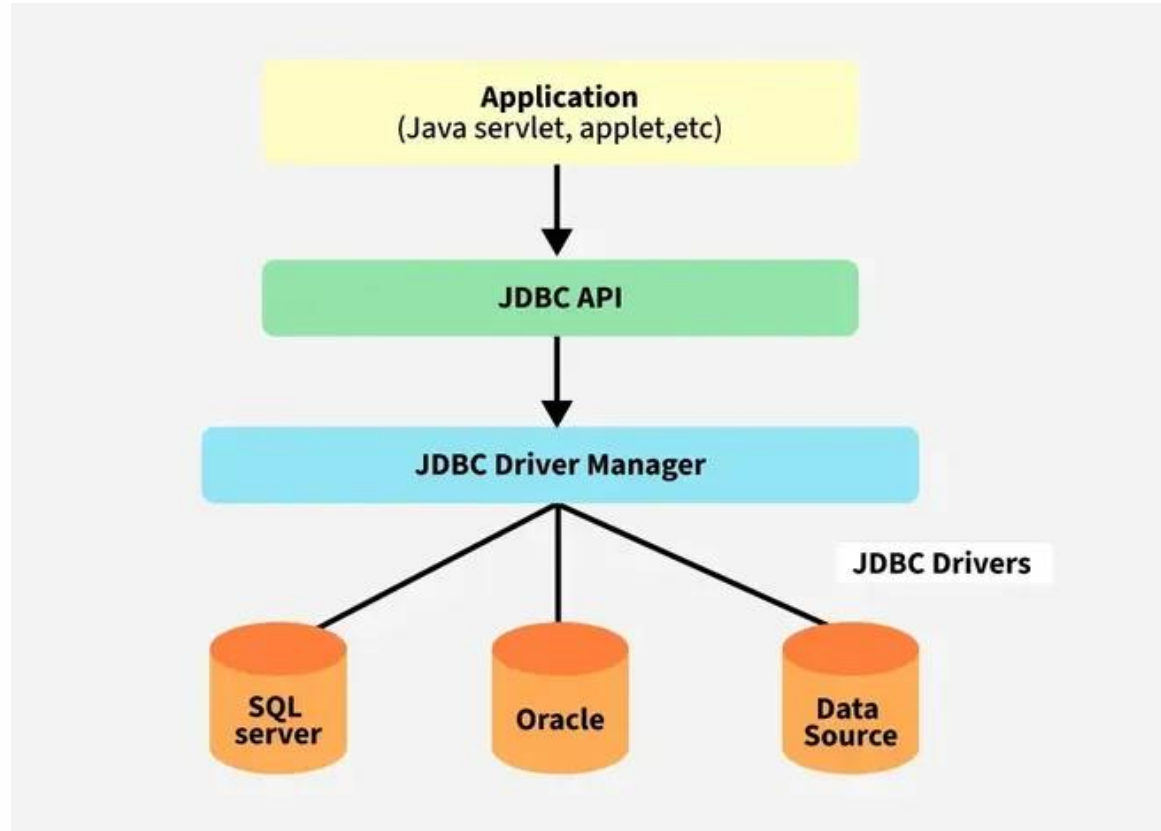 Application
(Java servlet, applet,etc)
JDBC API
JDBC Driver Manager
JDBC Drivers
SQL
server
Oracle
Data
Source